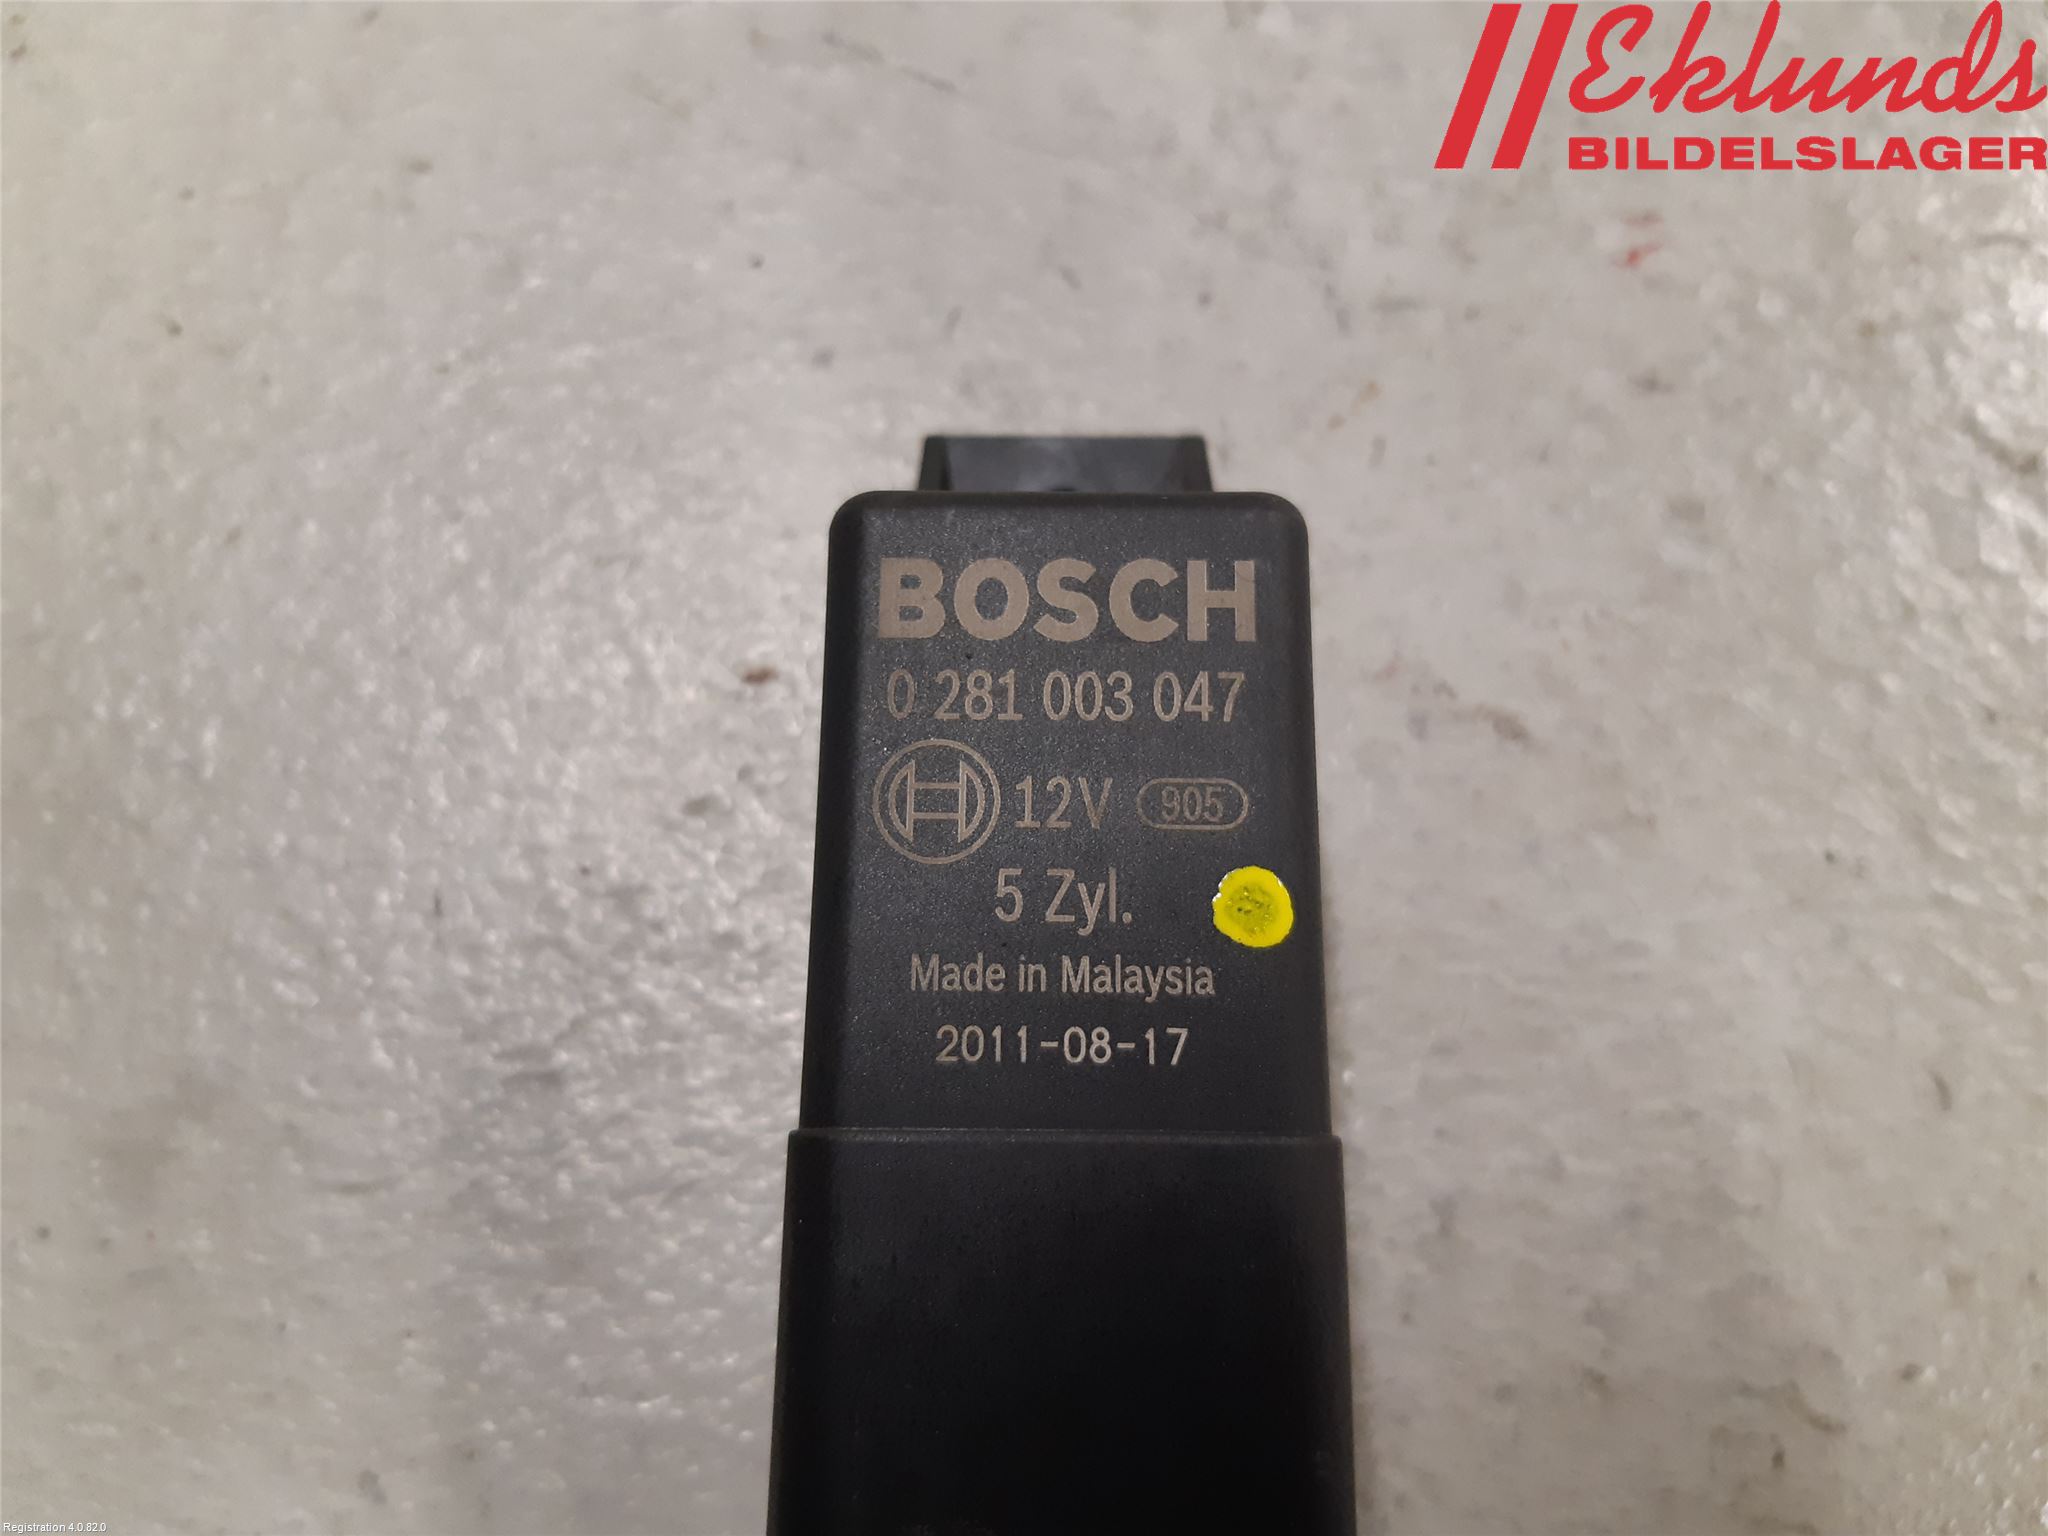 Eklunds
BILDELSLAGER
BOSCH
0 281 003 047
12V 905
5 Zyl.
Made in Malaysia
2011-08-17
Registration 4.0.82.0